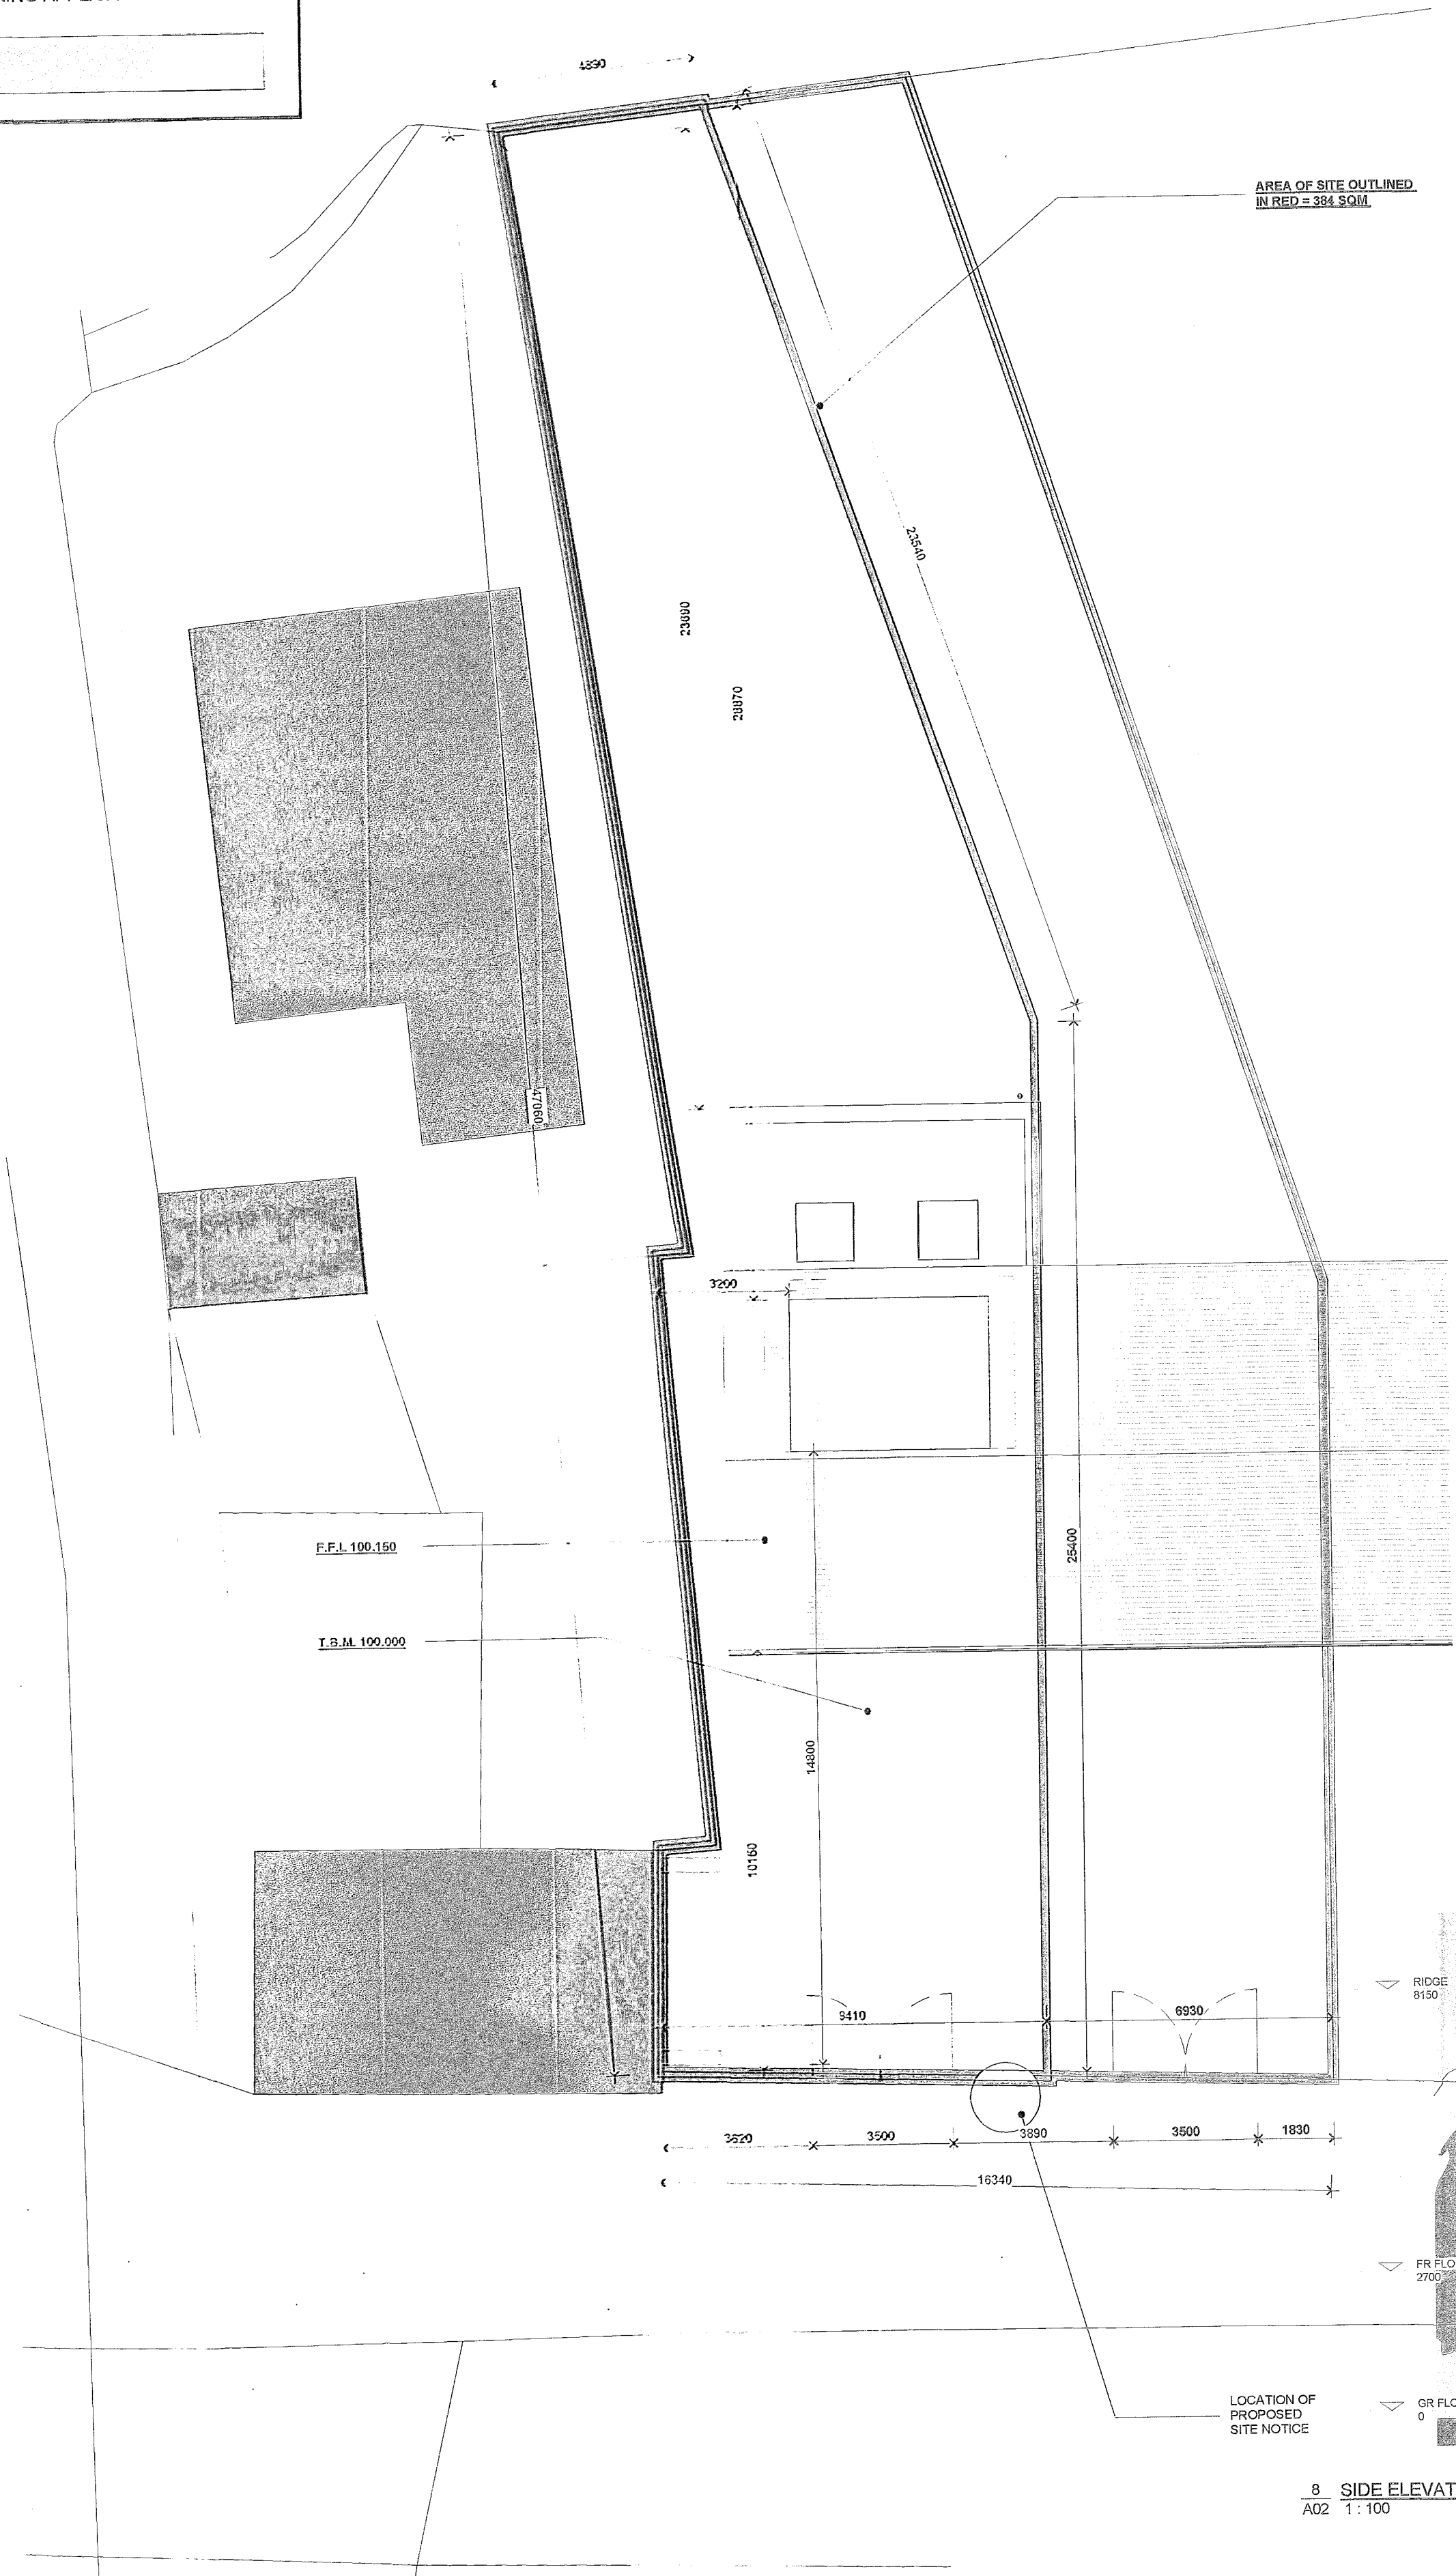 4890
AREA OF SITE OUTLINED
IN RED = 384 SQM
23540
23690
28870
47060
3200
F.F.L 100.150
25400
T.B.M. 100.000
14800
10160
RIDGE
8150
9410
6930
3620
3500
3890
3500
1830
16340
FR FLO
2700
LOCATION OF
PROPOSED
SITE NOTICE
GR FLO
0
8 SIDE ELEVAT
A02 1 : 100